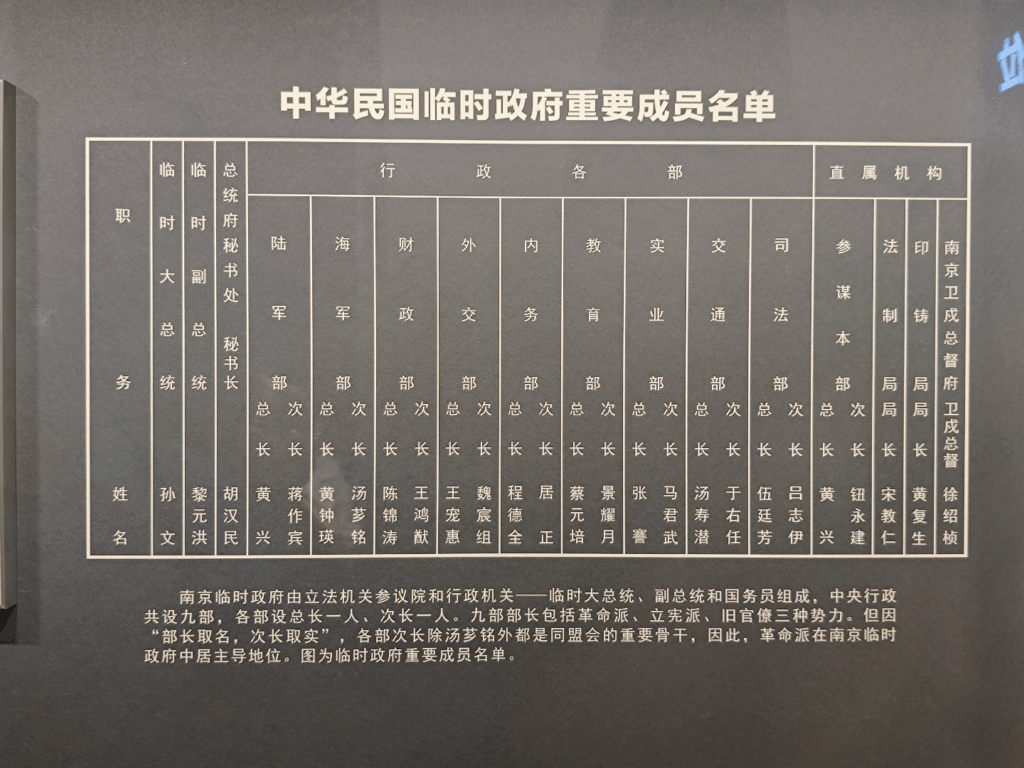 中华民国临时政府重要成员名单
职务 临时大总统 临时副总统 总统府秘书处 秘书长 行政各部 直属机构
陆军部 海军部 财政部 外交部 内务部 教育部 实业部 交通部 司法部 参谋本部 法制局 印铸局 南京卫戍总督府
总长 次长 总长 次长 总长 次长 总长 次长 总长 次长 总长 次长 总长 次长 总长 次长 总长 次长 总长 次长 局长 局长 卫戍总督
姓名 孙文 黎元洪 胡汉民 黄兴 蒋作宾 黄钟瑛 汤芗铭 陈锦涛 王鸿猷 王宠惠 魏宸组 程德全 居正 蔡元培 景耀月 张謇 马君武 汤寿潜 于右任 伍廷芳 吕志伊 黄兴 钮永建 宋教仁 黄复生 徐绍桢
南京临时政府由立法机关参议院和行政机关——临时大总统、副总统和国务员组成，中央行政
共设九部，各部设总长一人、次长一人。九部部长包括革命派、立宪派、旧官僚三种势力。但因
“部长取名，次长取实”，各部次长除汤芗铭外都是同盟会的重要骨干，因此，革命派在南京临时
政府中居主导地位。图为临时政府重要成员名单。